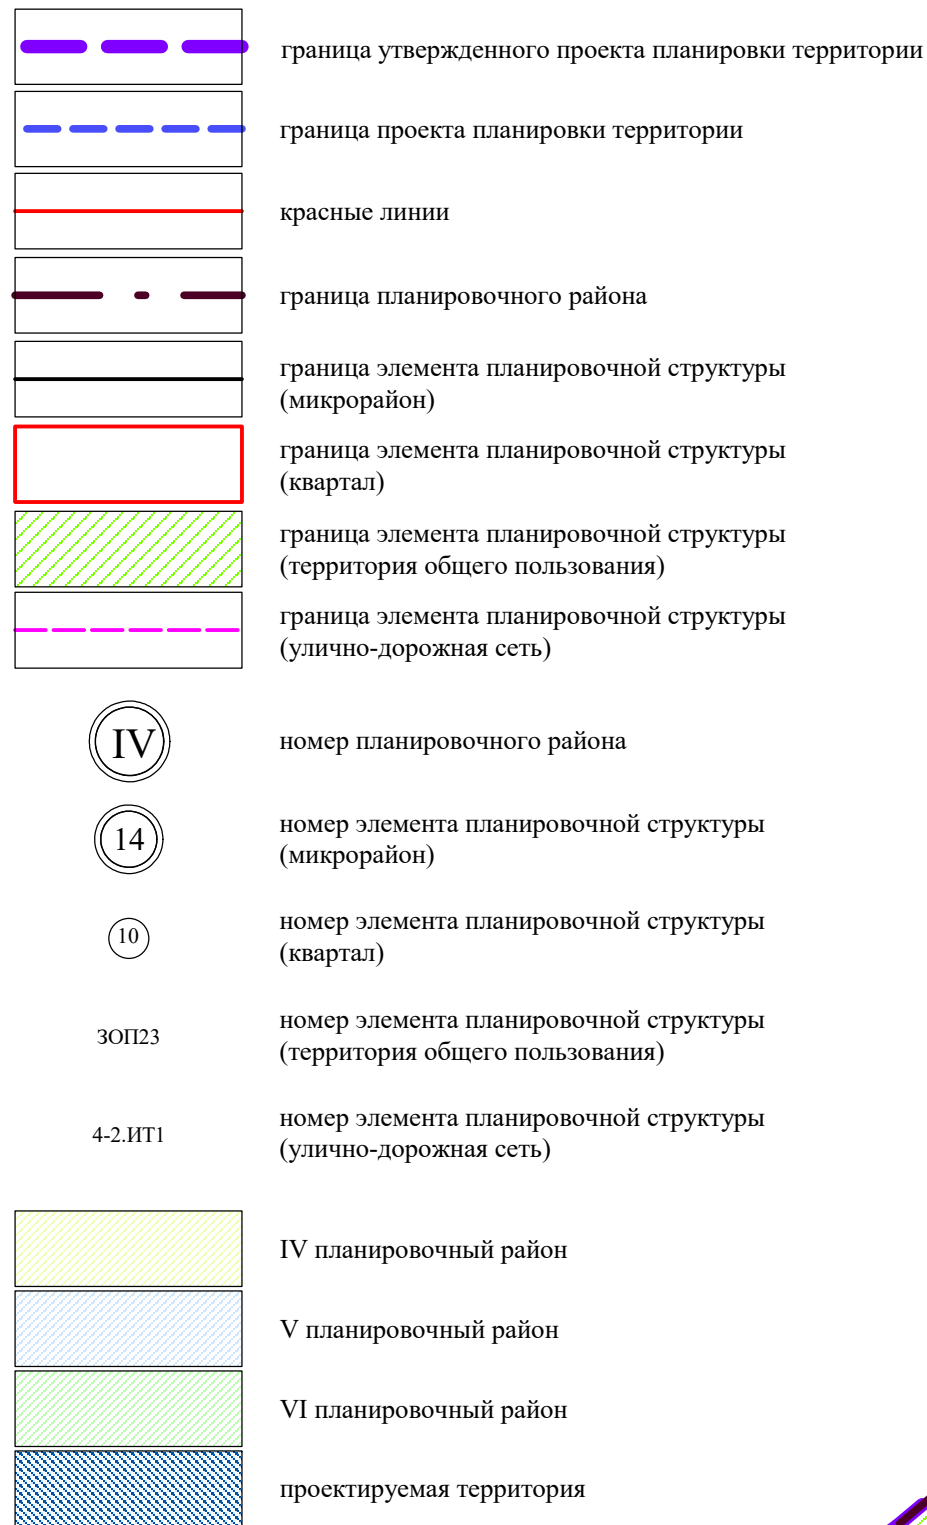 граница утвержденного проекта планировки территории
граница проекта планировки территории
красные линии
граница планировочного района
граница элемента планировочной структуры
(микрорайон)
граница элемента планировочной структуры
(квартал)
граница элемента планировочной структуры
(территория общего пользования)
граница элемента планировочной структуры
(улично-дорожная сеть)
IV
номер планировочного района
14
номер элемента планировочной структуры
(микрорайон)
10
номер элемента планировочной структуры
(квартал)
ЗОП23
номер элемента планировочной структуры
(территория общего пользования)
4-2.ИТ1
номер элемента планировочной структуры
(улично-дорожная сеть)
IV планировочный район
V планировочный район
VI планировочный район
проектируемая территория